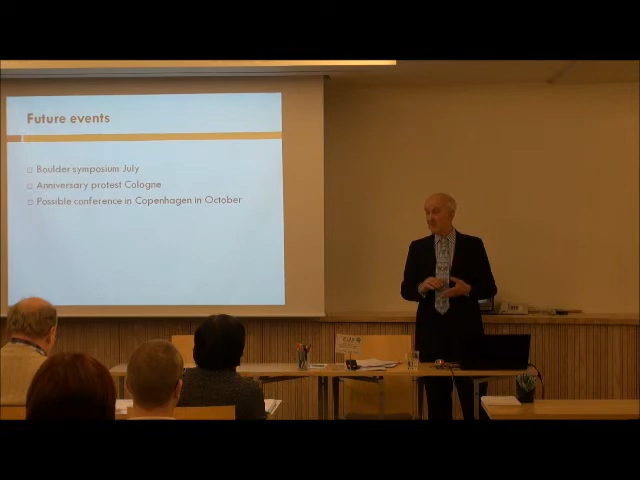 Future events
Boulder symposium July
Anniversary protest Cologne
Possible conference in Copenhagen in October